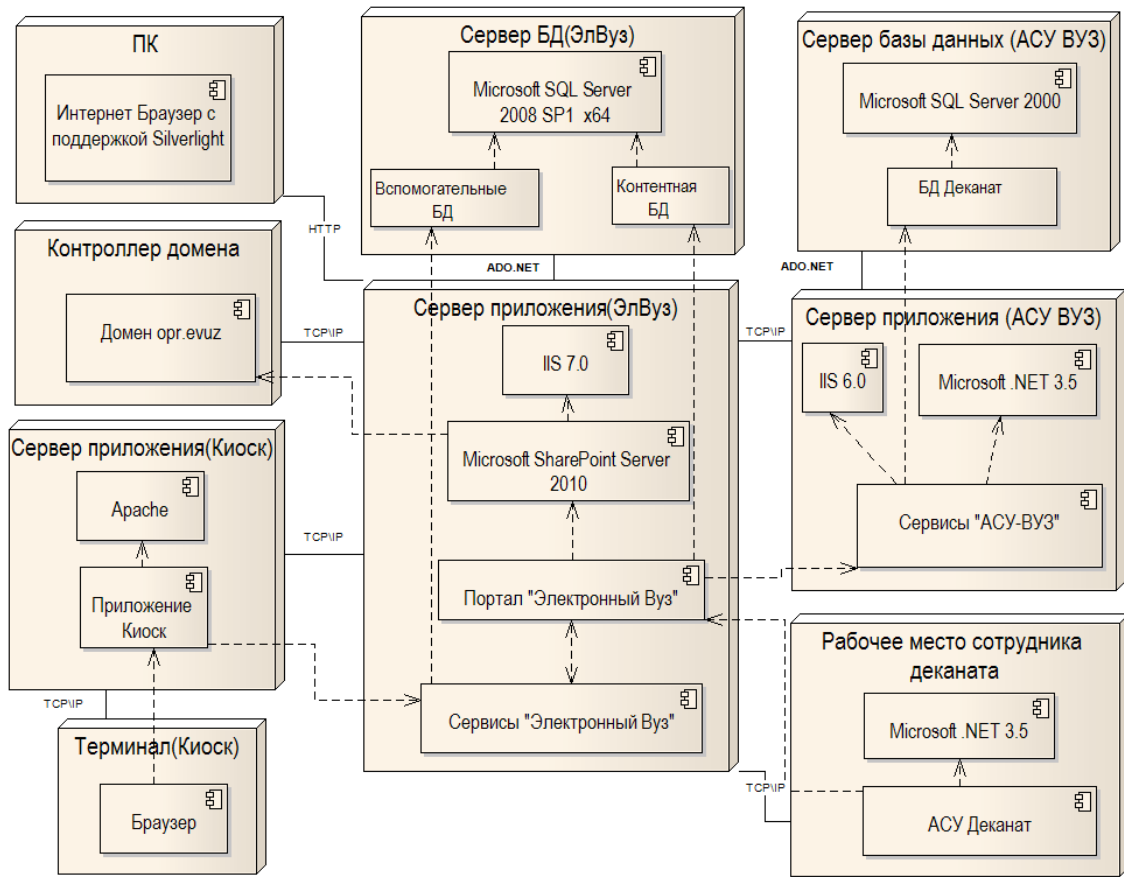 ПК
Интернет Браузер с
поддержкой Silverlight
Сервер БД(ЭлВуз)
Microsoft SQL Server
2008 SP1 x64
Вспомогательные
БД
Контентная
БД
Сервер базы данных (АСУ ВУЗ)
Microsoft SQL Server 2000
БД Деканат
HTTP
ADO.NET
ADO.NET
Контроллер домена
Домен opr.evuz
TCP\IP
Сервер приложения(ЭлВуз)
IIS 7.0
Microsoft SharePoint Server
2010
Портал "Электронный Вуз"
Сервисы "Электронный Вуз"
TCP\IP
Сервер приложения (АСУ ВУЗ)
IIS 6.0
Microsoft .NET 3.5
Сервисы "АСУ-ВУЗ"
Сервер приложения(Киоск)
Apache
Приложение
Киоск
TCP\IP
TCP\IP
Терминал(Киоск)
Браузер
TCP\IP
Рабочее место сотрудника
деканата
Microsoft .NET 3.5
АСУ Деканат